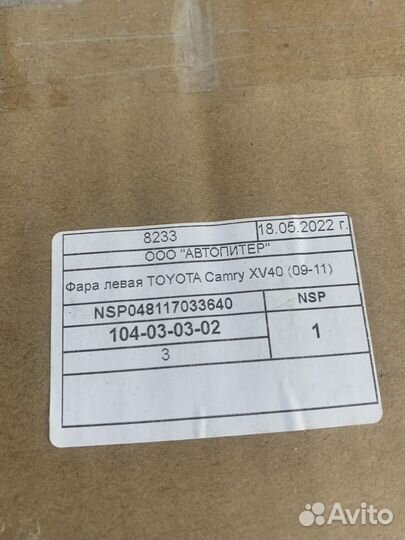 8233 18.05.2022 г.
ООО "АВТОПИТЕР"
Фара левая TOYOTA Camry XV40 (09-11)
NSP048117033640 NSP
104-03-03-02 1
3
Avito